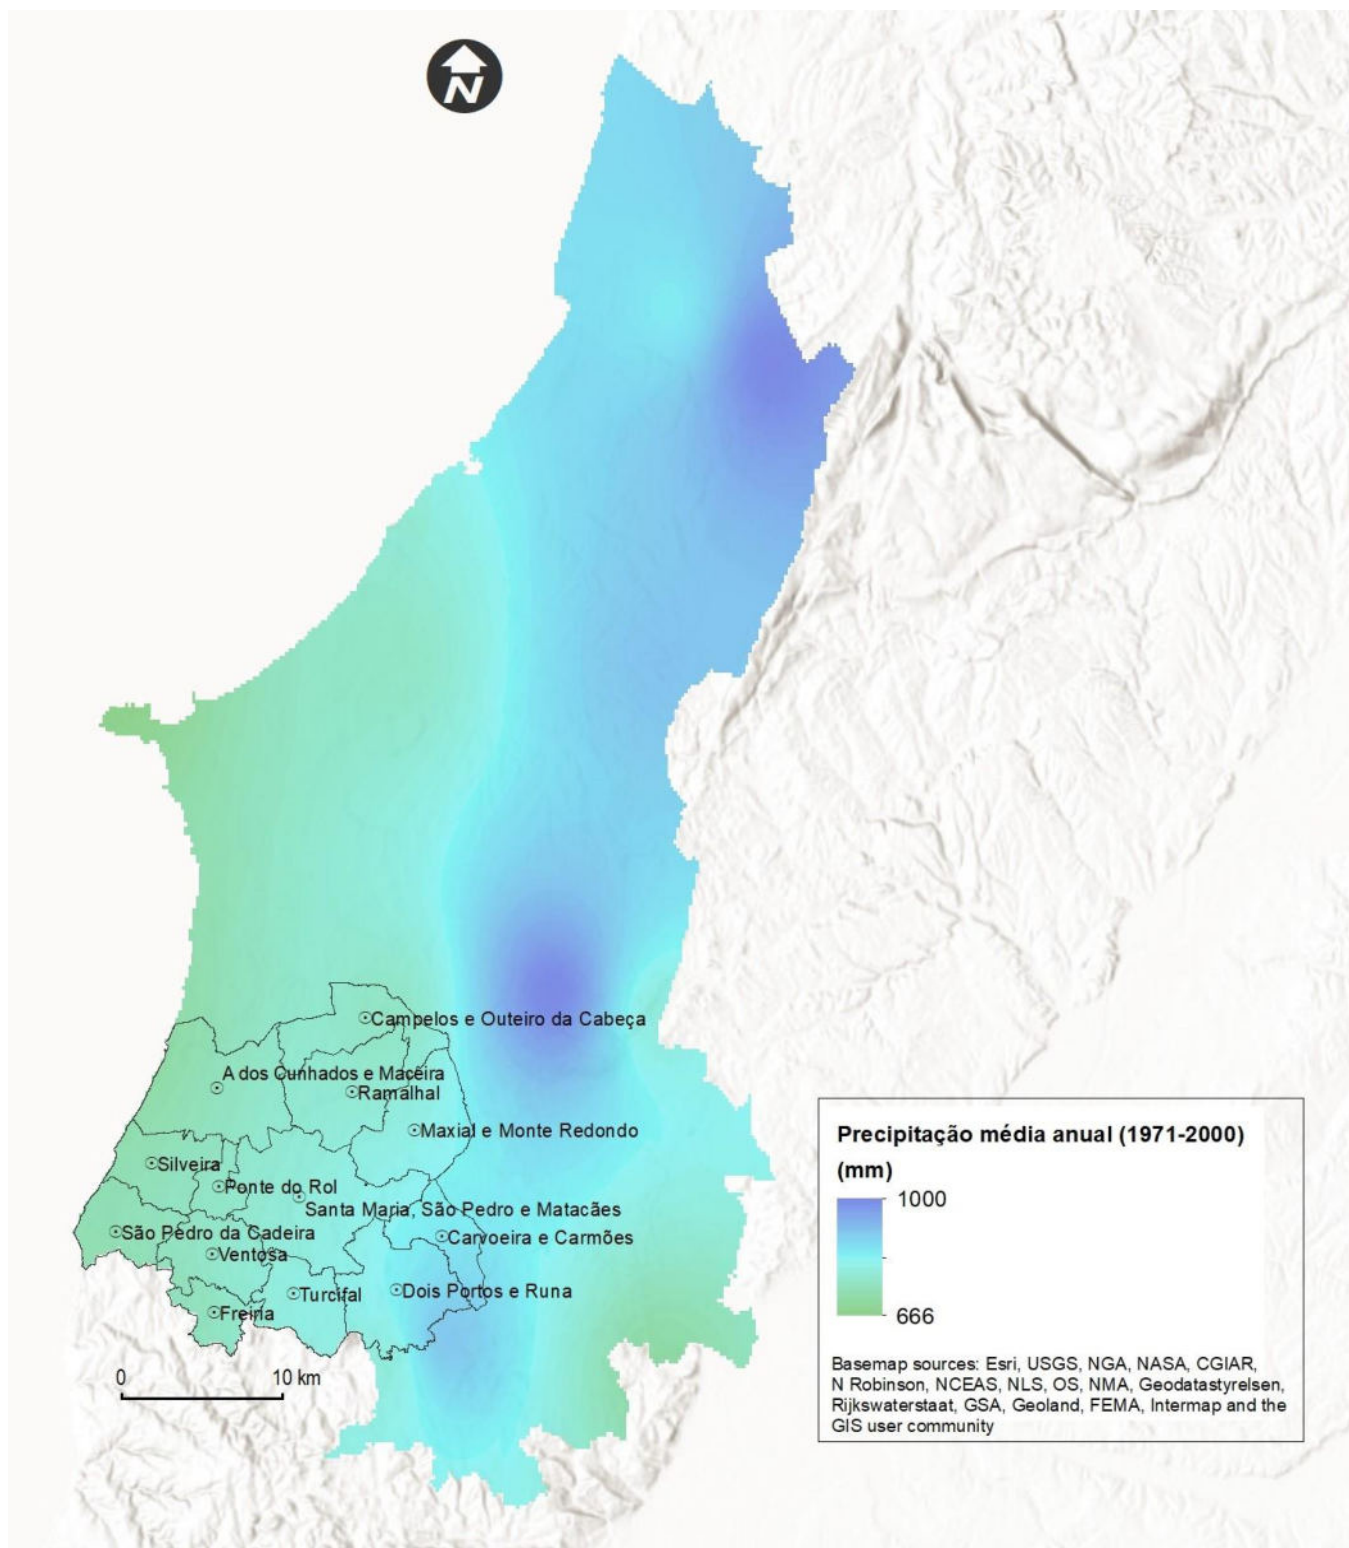 N
Campelos e Outeiro da Cabeça
A dos Cunhados e Maceira
Ramalhal
Maxial e Monte Redondo
Silveira
Ponte do Rol
Santa Maria, São Pedro e Matacães
São Pedro da Cadeira
Carvoeira e Carmões
Ventosa
Turcifal
Dois Portos e Runa
Freiria
0 10 km
Precipitação média anual (1971-2000)
(mm)
1000
666
Basemap sources: Esri, USGS, NGA, NASA, CGIAR,
N Robinson, NCEAS, NLS, OS, NMA, Geodatastyrelsen,
Rijkswaterstaat, GSA, Geoland, FEMA, Intermap and the
GIS user community